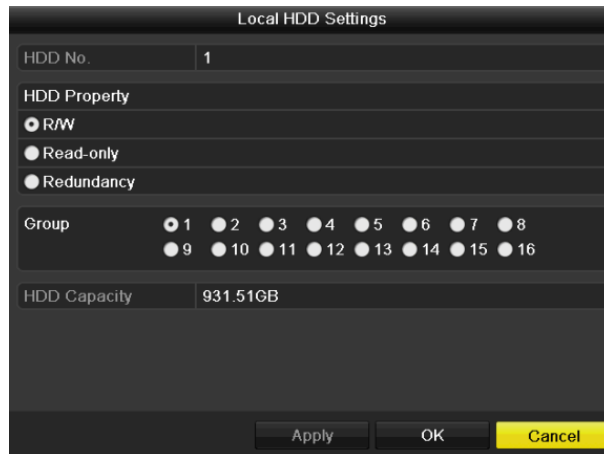 Local HDD Settings
HDD No. 1
HDD Property
R/W
Read-only
Redundancy
Group 1 2 3 4 5 6 7 8
9 10 11 12 13 14 15 16
HDD Capacity 931.51GB
Apply OK Cancel